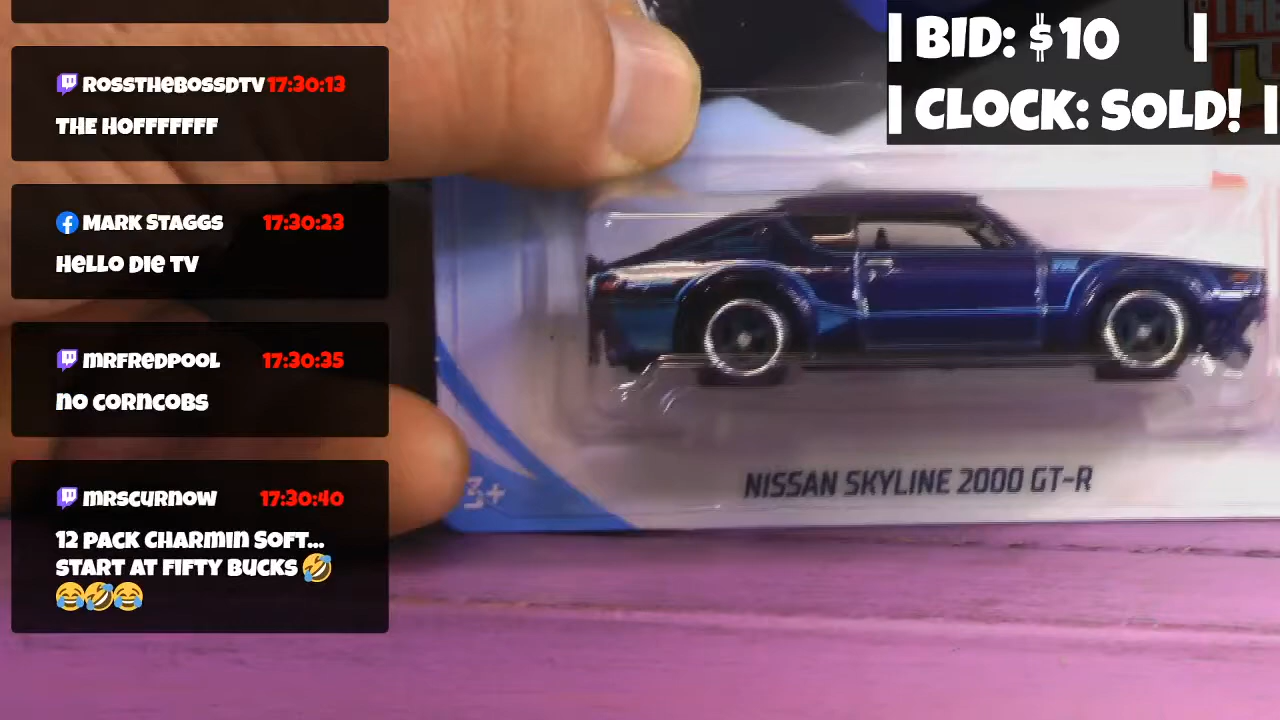 RossTheBossDTV 17:30:13
THE HOFFFFFFF
Mark Staggs 17:30:23
Hello Die TV
mrfredpool 17:30:35
no corncobs
mrscurnow 17:30:40
12 pack Charmin Soft...
start at fifty bucks 🤣
😂🤣😂
| BID: $10 |
| CLOCK: SOLD! |
3+
NISSAN SKYLINE 2000 GT-R